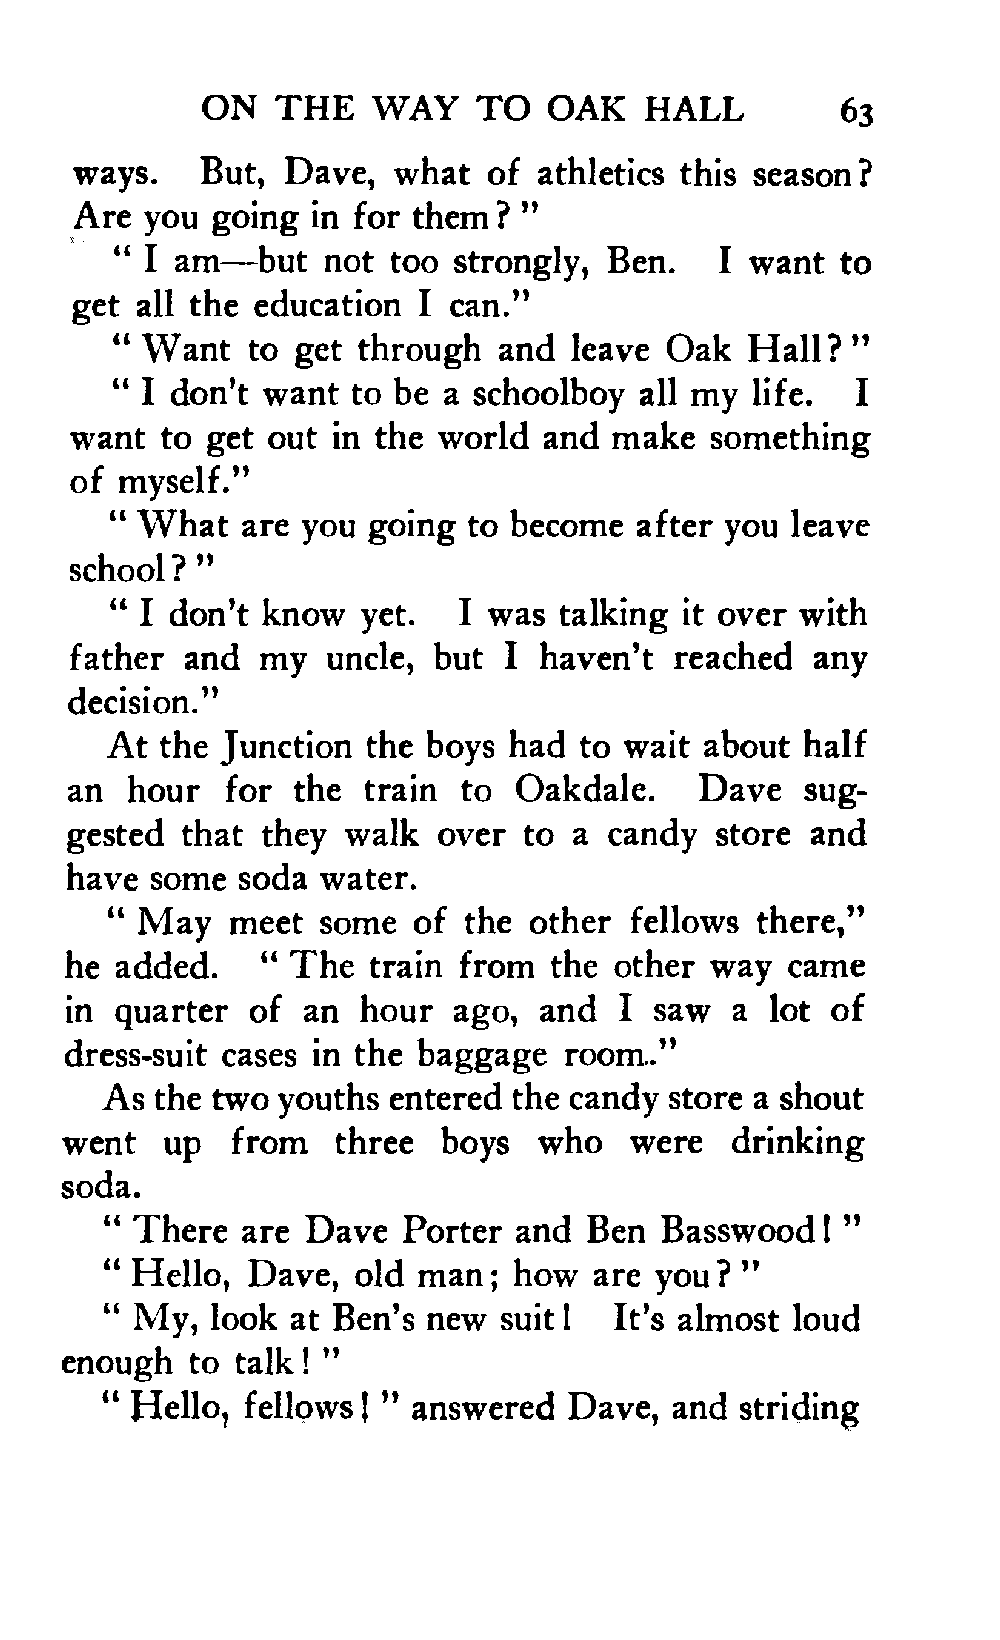 ON THE WAY TO OAK HALL 63
ways. But, Dave, what of athletics this season?
Are you going in for them?"
"I am—but not too strongly, Ben. I want to
get all the education I can."
"Want to get through and leave Oak Hall?"
"I don't want to be a schoolboy all my life. I
want to get out in the world and make something
of myself."
"What are you going to become after you leave
school?"
"I don't know yet. I was talking it over with
father and my uncle, but I haven't reached any
decision."
At the Junction the boys had to wait about half
an hour for the train to Oakdale. Dave sug-
gested that they walk over to a candy store and
have some soda water.
"May meet some of the other fellows there,"
he added. "The train from the other way came
in quarter of an hour ago, and I saw a lot of
dress-suit cases in the baggage room.."
As the two youths entered the candy store a shout
went up from three boys who were drinking
soda.
"There are Dave Porter and Ben Basswood!"
"Hello, Dave, old man; how are you?"
"My, look at Ben's new suit! It's almost loud
enough to talk!"
"Hello, fellows!" answered Dave, and striding